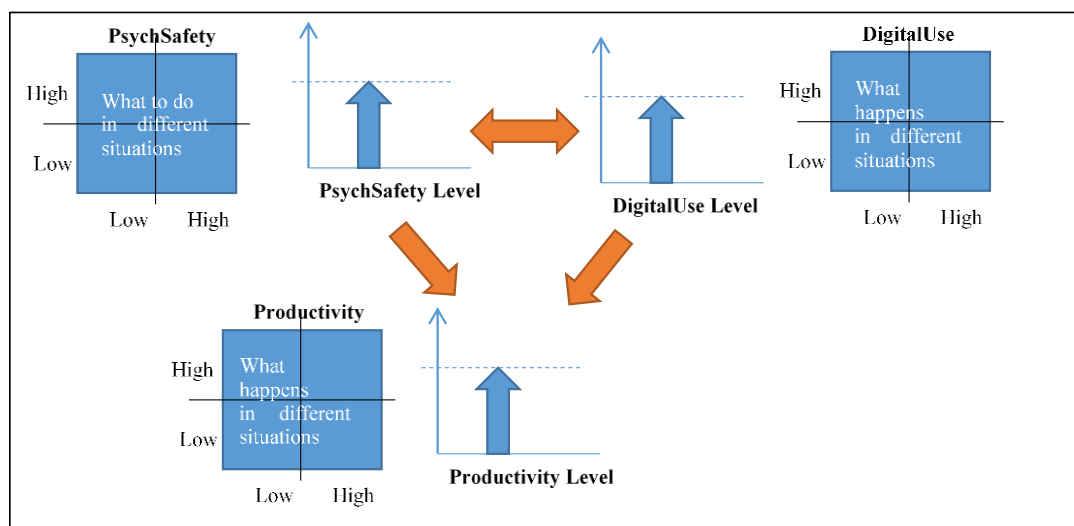 PsychSafety
High
Low
What to do
in different
situations
Low High
PsychSafety Level
DigitalUse Level
DigitalUse
High
Low
What
happens
in different
situations
Low High
Productivity
High
Low
What
happens
in different
situations
Low High
Productivity Level